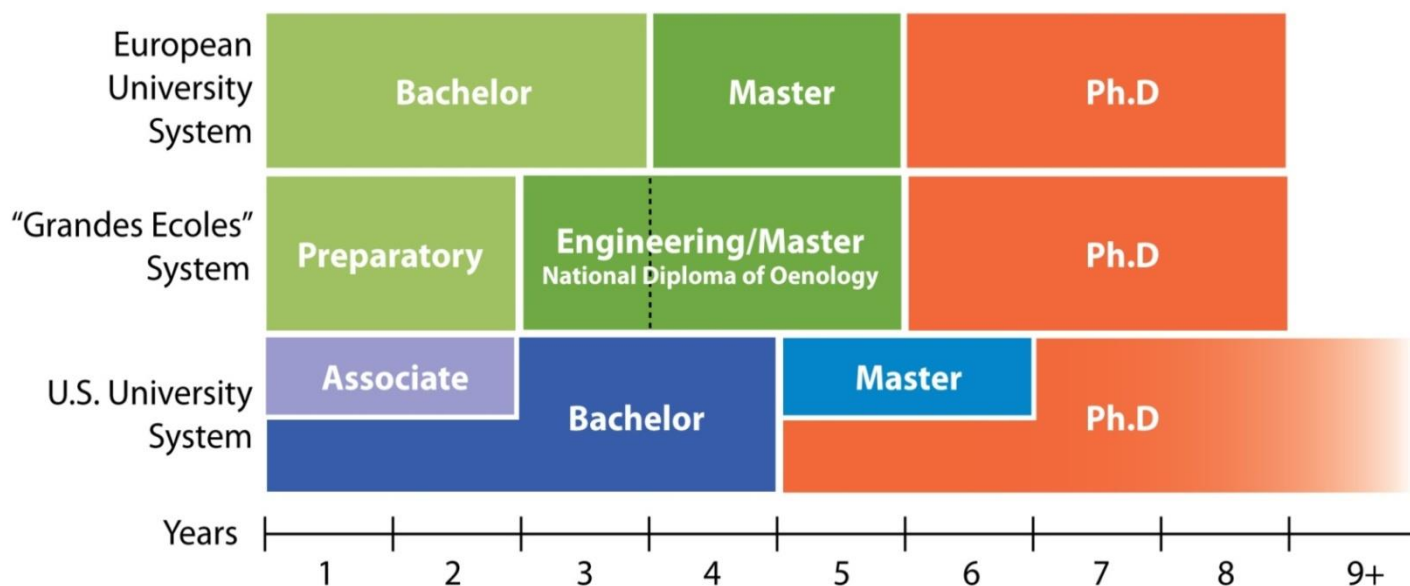 European
University
System
Bachelor
Master
Ph.D
"Grandes Ecoles"
System
Preparatory
Engineering/Master
National Diploma of Oenology
Ph.D
U.S. University
System
Associate
Bachelor
Master
Ph.D
Years
1 2 3 4 5 6 7 8 9+